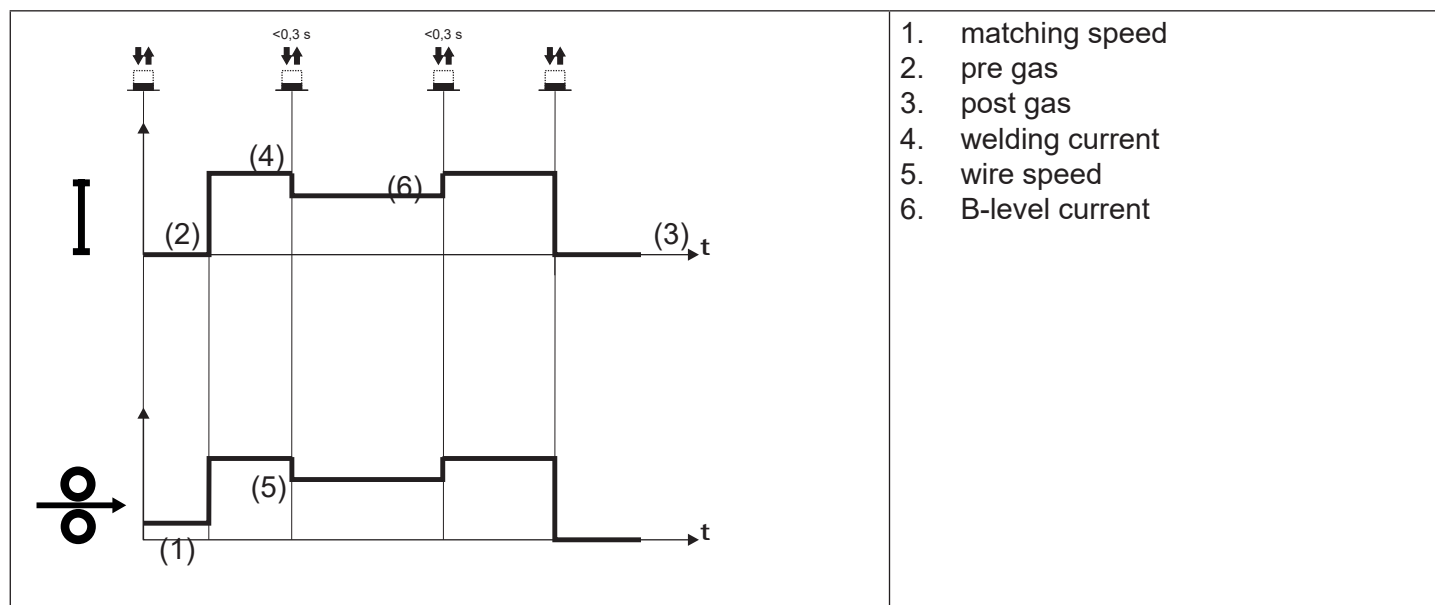 <0,3 s
<0,3 s
(4)
(6)
(2)
(3)
t
I
(5)
t
(1)
1. matching speed
2. pre gas
3. post gas
4. welding current
5. wire speed
6. B-level current